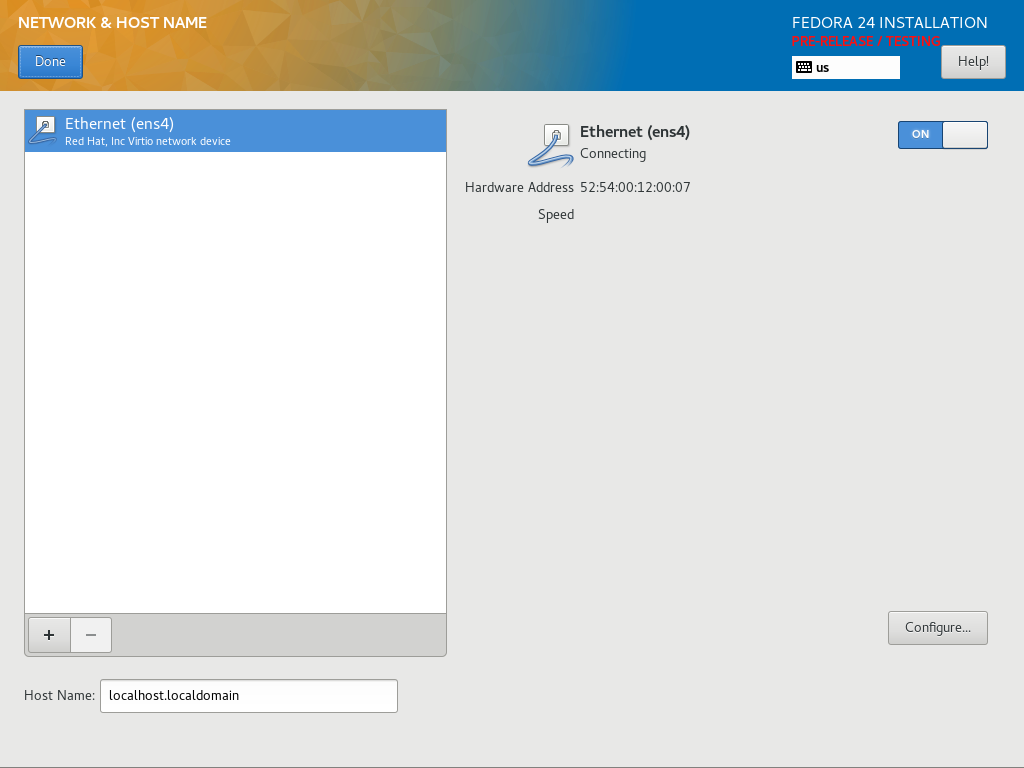 NETWORK & HOST NAME
FEDORA 24 INSTALLATION
PRE-RELEASE / TESTING
Done
us
Help!
Ethernet (ens4)
Red Hat, Inc Virtio network device
Ethernet (ens4)
Connecting
ON
Hardware Address 52:54:00:12:00:07
Speed
+ −
Configure...
Host Name: localhost.localdomain